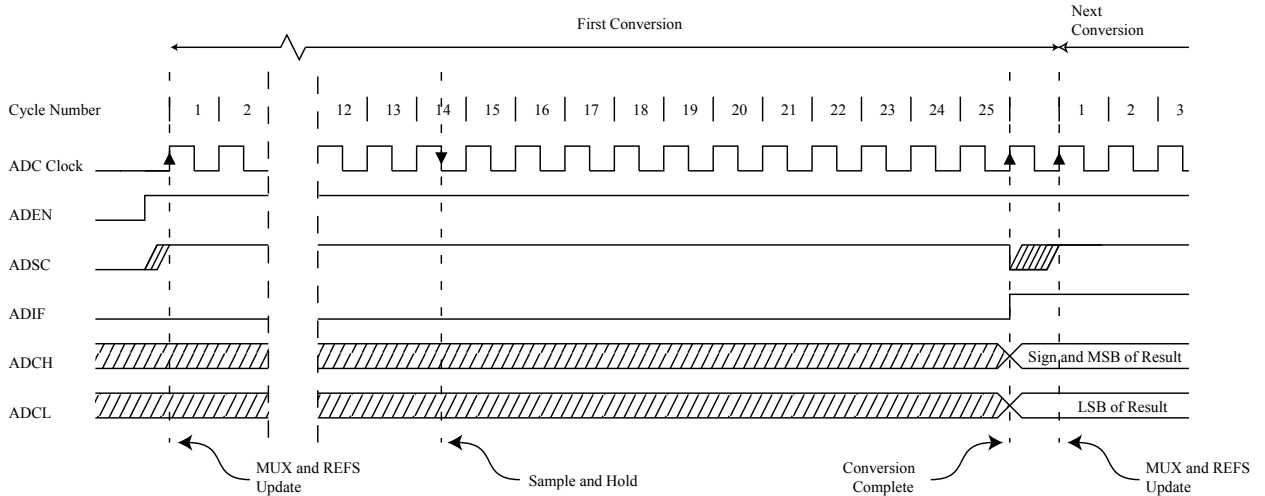 First Conversion
Next
Conversion
Cycle Number 1 2 12 13 14 15 16 17 18 19 20 21 22 23 24 25 1 2 3
ADC Clock
ADEN
ADSC
ADIF
ADCH Sign and MSB of Result
ADCL LSB of Result
MUX and REFS
Update
Sample and Hold
Conversion
Complete
MUX and REFS
Update